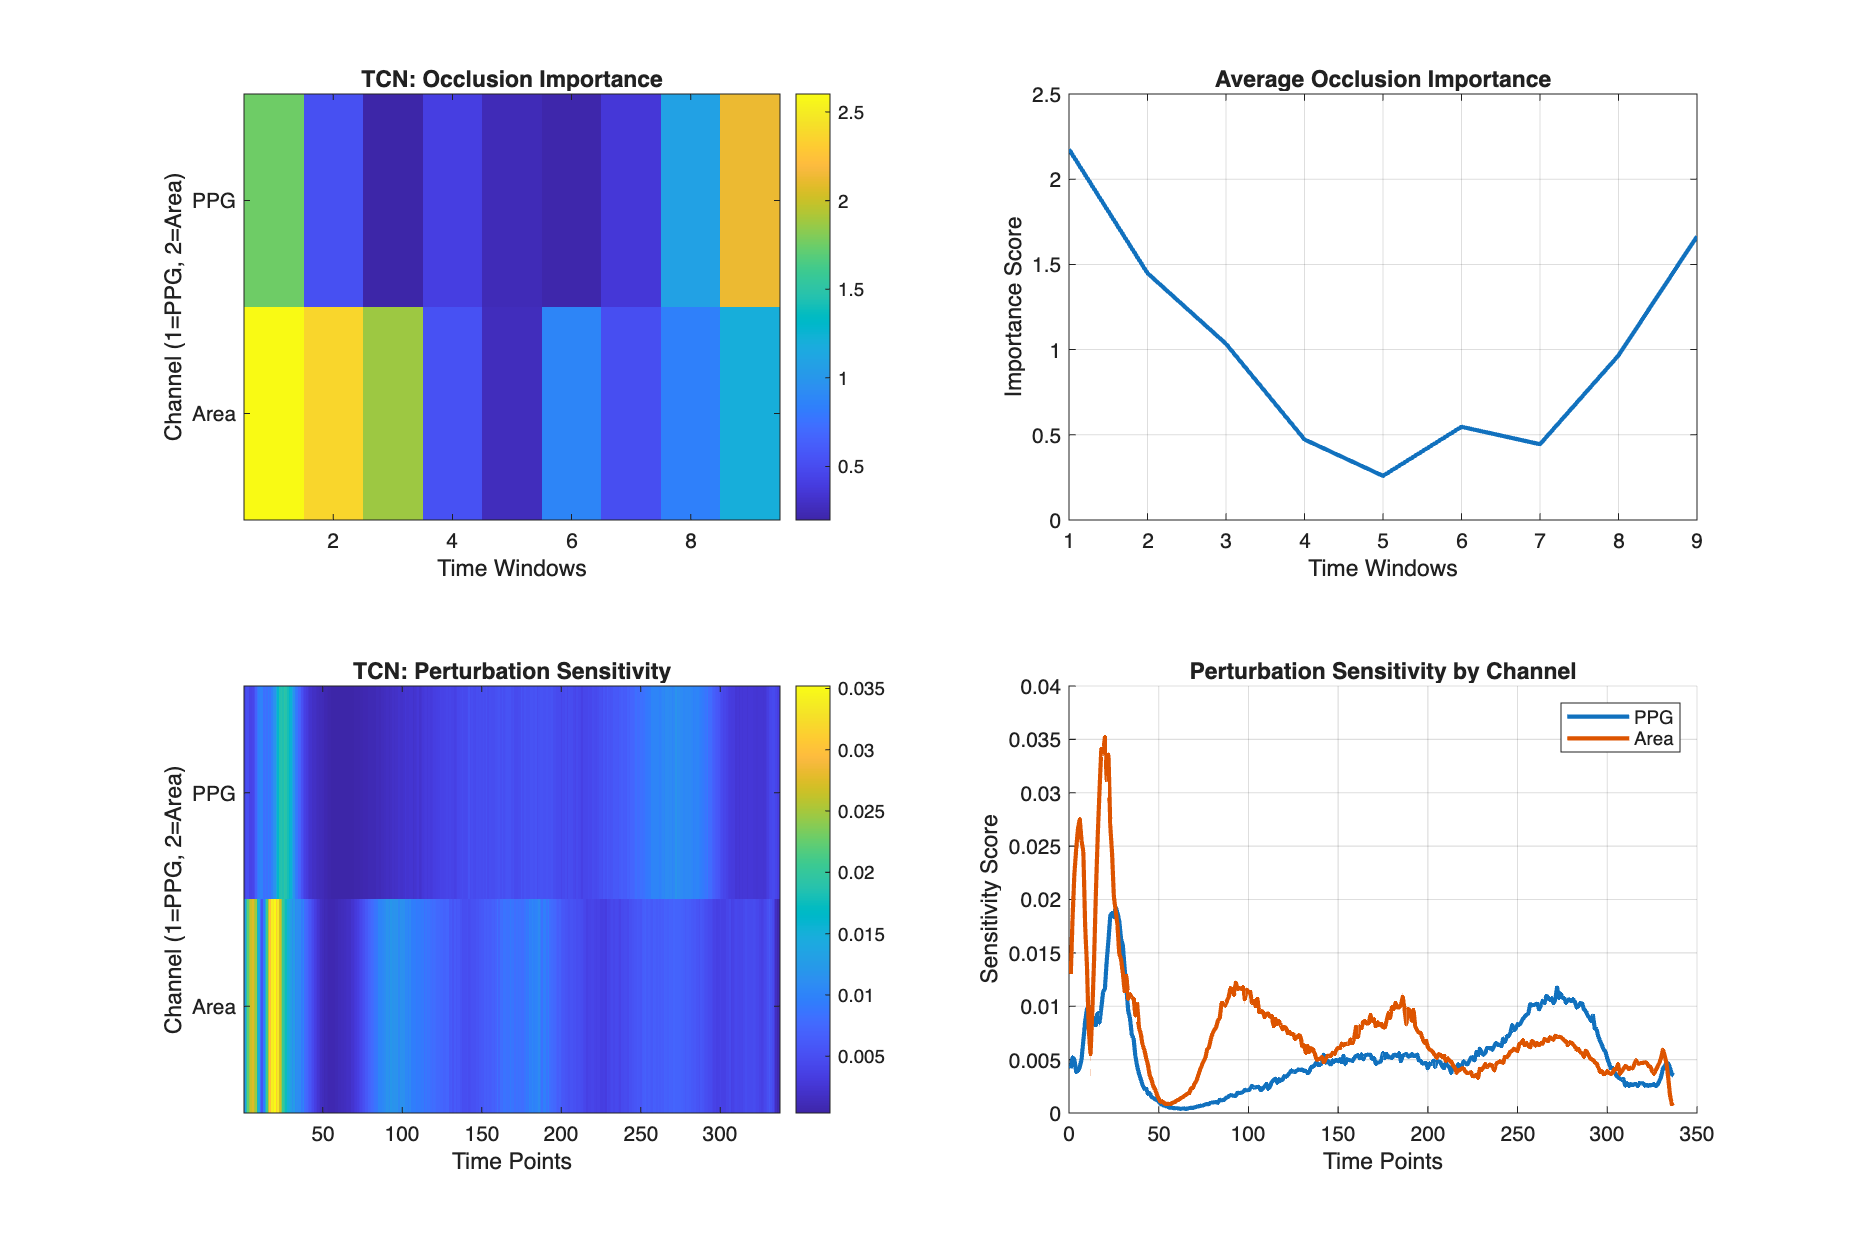 TCN: Occlusion Importance
Channel (1=PPG, 2=Area)
PPG
Area
2 4 6 8
Time Windows
2.5
2
1.5
1
0.5
Average Occlusion Importance
Importance Score
2.5
2
1.5
1
0.5
0
1 2 3 4 5 6 7 8 9
Time Windows
TCN: Perturbation Sensitivity
Channel (1=PPG, 2=Area)
PPG
Area
50 100 150 200 250 300
Time Points
0.035
0.03
0.025
0.02
0.015
0.01
0.005
Perturbation Sensitivity by Channel
Sensitivity Score
0.04
0.035
0.03
0.025
0.02
0.015
0.01
0.005
0
0 50 100 150 200 250 300 350
Time Points
PPG
Area